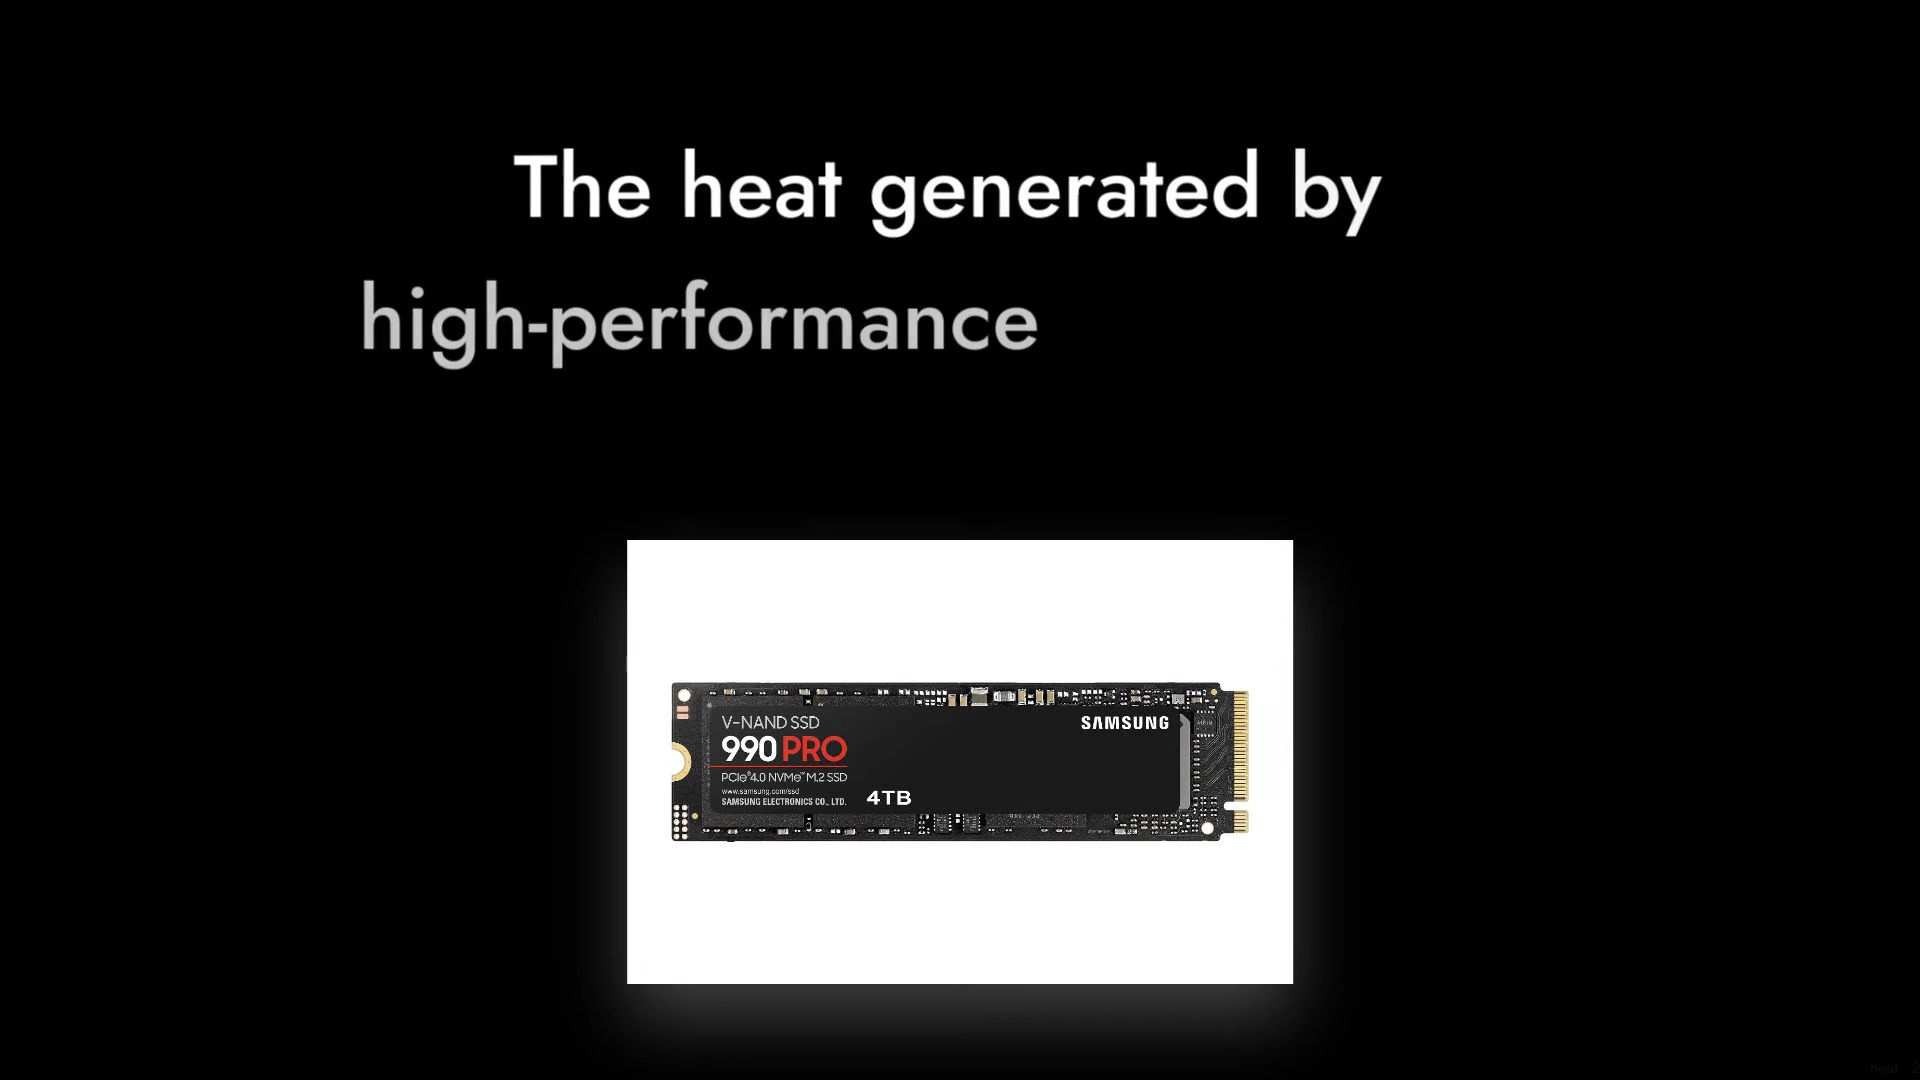 The heat generated by
high-performance
V-NAND SSD
SAMSUNG
990 PRO
PCIe®4.0 NVMe™ M.2 SSD
www.samsung.com/ssd
SAMSUNG ELECTRONICS CO., LTD.
4TB